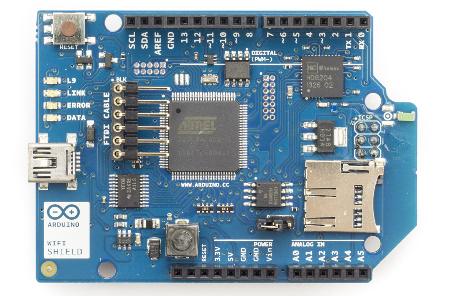 SCL
SDA
AREF
GND
13
12
~11
~10
~9
8
7
6
5
4
3
2
TX 1
RX 0
RESET
DIGITAL
(PWM~)
L9
LINK
ERROR
DATA
BLK
FTDI CABLE
ATMEL
HDG204
ICSP
WWW.ARDUINO.CC
ARDUINO
WIFI
SHIELD
POWER
ANALOG IN
RESET
3.3V
5V
GND
GND
Vin
A0
A1
A2
A3
A4
A5